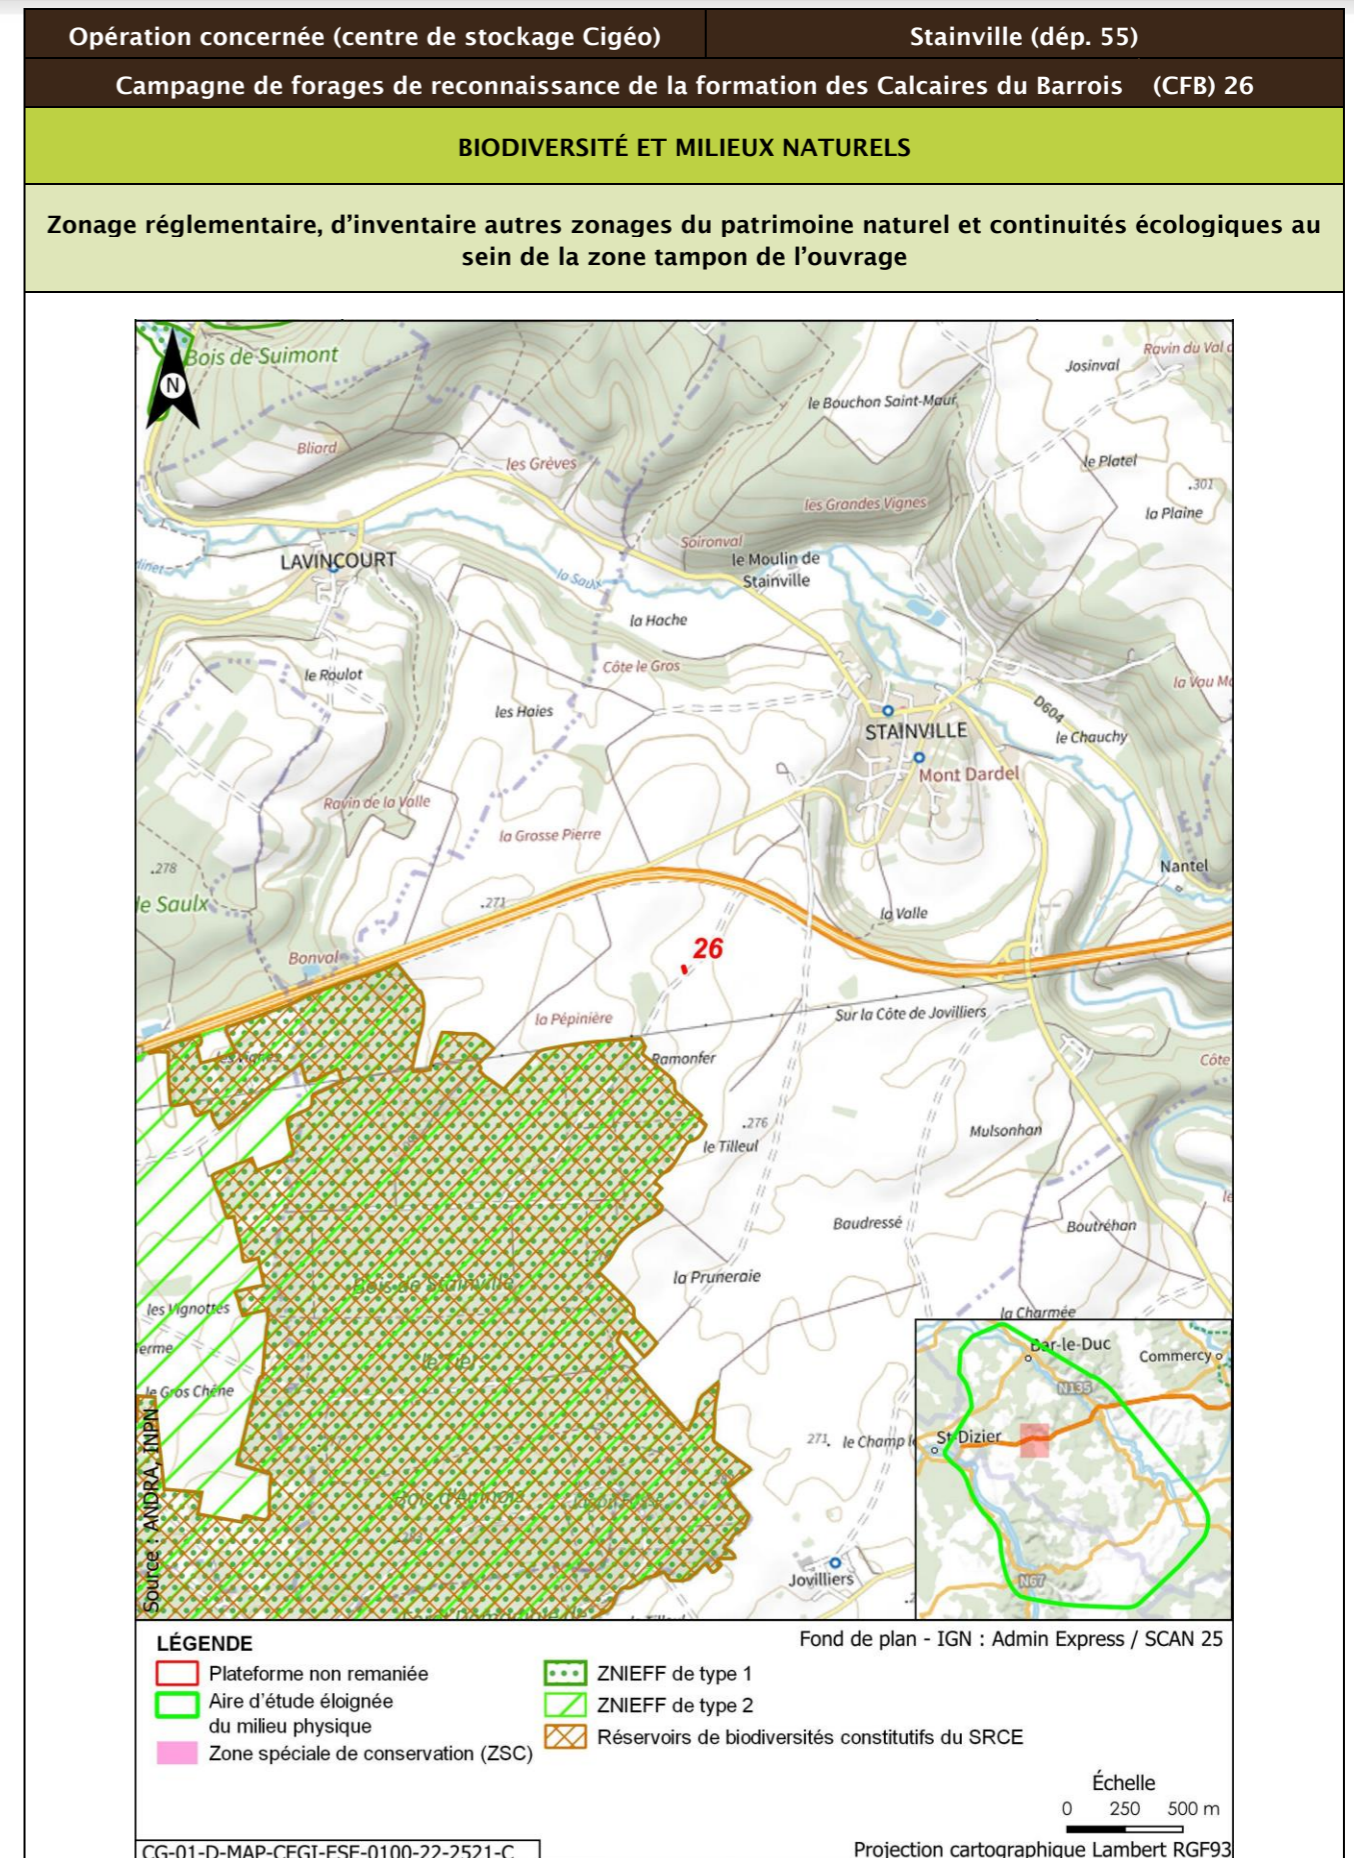 Opération concernée (centre de stockage Cigéo)
Stainville (dép. 55)
Campagne de forages de reconnaissance de la formation des Calcaires du Barrois (CFB) 26
BIODIVERSITÉ ET MILIEUX NATURELS
Zonage réglementaire, d'inventaire autres zonages du patrimoine naturel et continuités écologiques au
sein de la zone tampon de l'ouvrage
N
Bois de Suimont
Josinval
Ravin du Val
le Bouchon Saint-Maur
Bliord
les Grèves
le Platel
.301
les Grandes Vignes
la Plaine
Soironval
LAVINCOURT
la Saulx
le Moulin de
Stainville
la Hache
Côte le Gros
le Roulot
les Haies
la Vau
D604
STAINVILLE
le Chauchy
Mont Dardel
Ravin de la Valle
la Grosse Pierre
.278
Nantel
de Saulx
.271
la Valle
26
Bonval
la Pépinière
Sur la Côte de Jovilliers
les Vignes
Ramonfer
Côte
.276
le Tilleul
Mulsonhan
Baudressé
Boutréhan
la Pruneraie
Bois de Stainville
les Vignottes
la Charmée
erme
le Gros Chêne
Bar-le-Duc
Commercy
N135
St-Dizier
271.
le Champ
N67
Jovilliers
Source : ANDRA, INPN
LÉGENDE
Fond de plan - IGN : Admin Express / SCAN 25
Plateforme non remaniée
Aire d'étude éloignée
du milieu physique
Zone spéciale de conservation (ZSC)
ZNIEFF de type 1
ZNIEFF de type 2
Réservoirs de biodiversités constitutifs du SRCE
Échelle
0 250 500 m
CG-01-D-MAP-CEGI-ESE-0100-22-2521-C
Projection cartographique Lambert RGF93